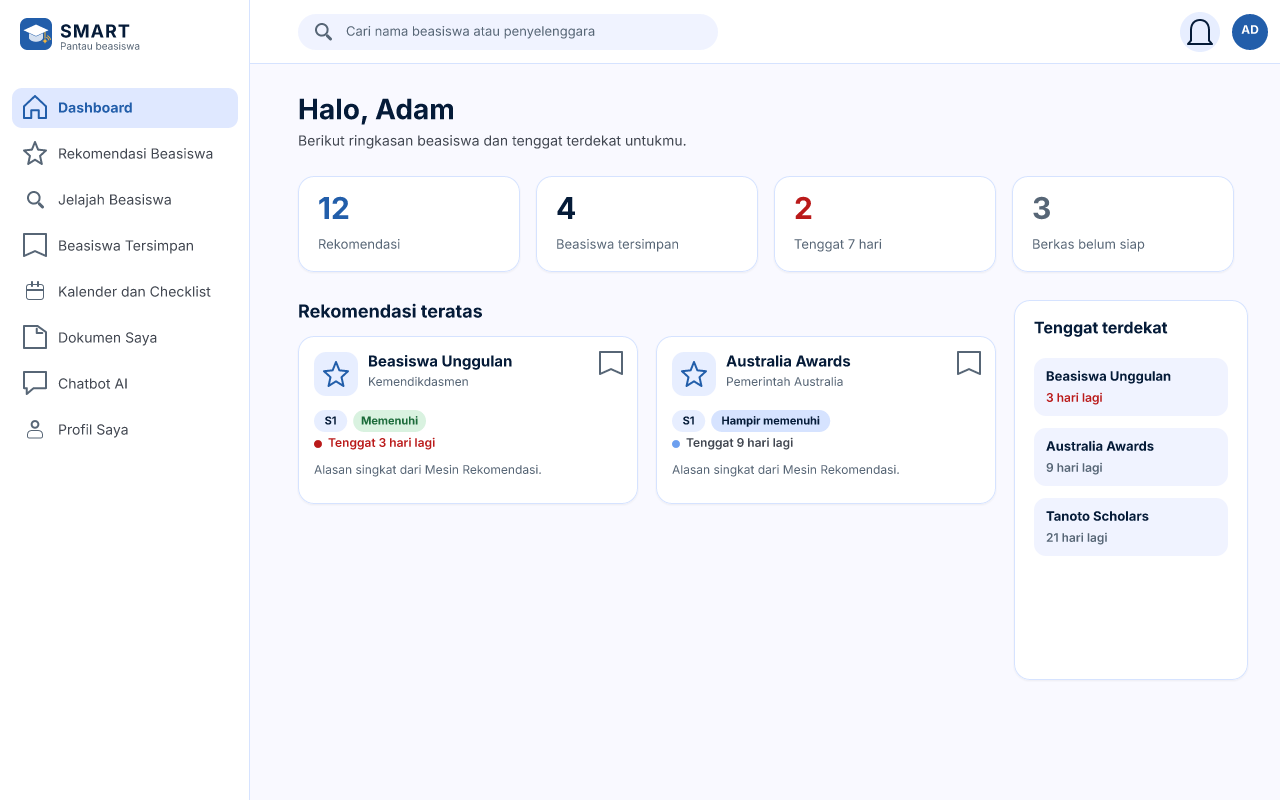 SMART
Pantau beasiswa
Cari nama beasiswa atau penyelenggara
AD
Dashboard
Rekomendasi Beasiswa
Jelajah Beasiswa
Beasiswa Tersimpan
Kalender dan Checklist
Dokumen Saya
Chatbot AI
Profil Saya
Halo, Adam
Berikut ringkasan beasiswa dan tenggat terdekat untukmu.
12
Rekomendasi
4
Beasiswa tersimpan
2
Tenggat 7 hari
3
Berkas belum siap
Rekomendasi teratas
Beasiswa Unggulan
Kemendikdasmen
S1 Memenuhi
Tenggat 3 hari lagi
Alasan singkat dari Mesin Rekomendasi.
Australia Awards
Pemerintah Australia
S1 Hampir memenuhi
Tenggat 9 hari lagi
Alasan singkat dari Mesin Rekomendasi.
Tenggat terdekat
Beasiswa Unggulan
3 hari lagi
Australia Awards
9 hari lagi
Tanoto Scholars
21 hari lagi